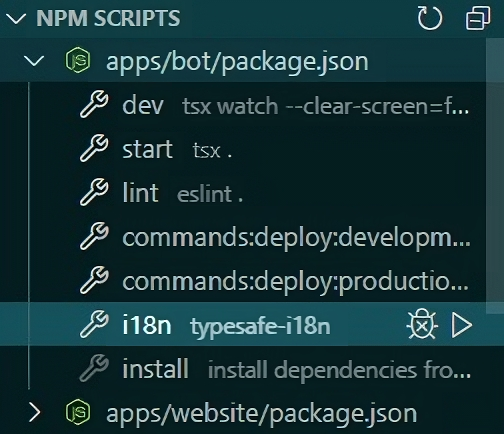 NPM SCRIPTS
apps/bot/package.json
dev tsx watch --clear-screen=f...
start tsx .
lint eslint .
commands:deploy:developm...
commands:deploy:productio...
i18n typesafe-i18n
install install dependencies fro...
apps/website/package.json